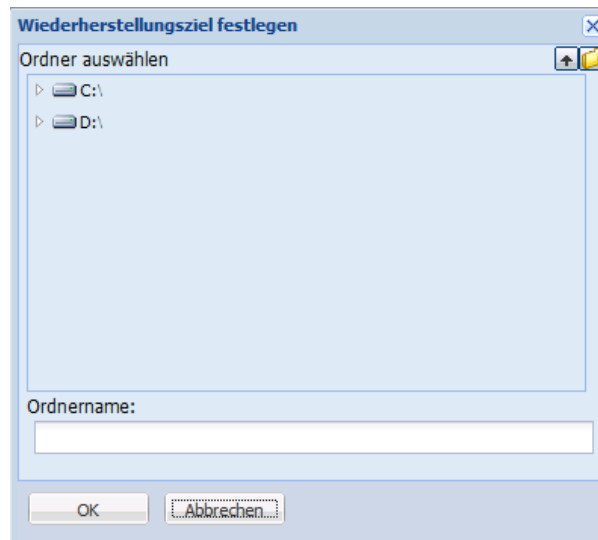 Wiederherstellungsziel festlegen
Ordner auswählen
C:\
D:\
Ordnername:
OK
Abbrechen